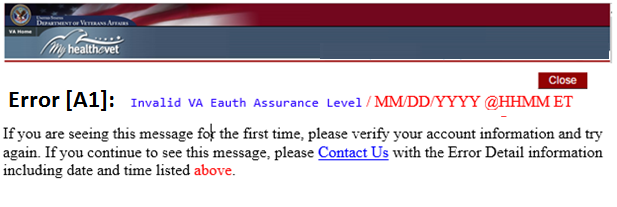 UNITED STATES
DEPARTMENT OF VETERANS AFFAIRS
VA Home
My healthevet
Close
Error [A1]: Invalid VA Eauth Assurance Level / MM/DD/YYYY @HHMM ET
If you are seeing this message for the first time, please verify your account information and try
again. If you continue to see this message, please Contact Us with the Error Detail information
including date and time listed above.